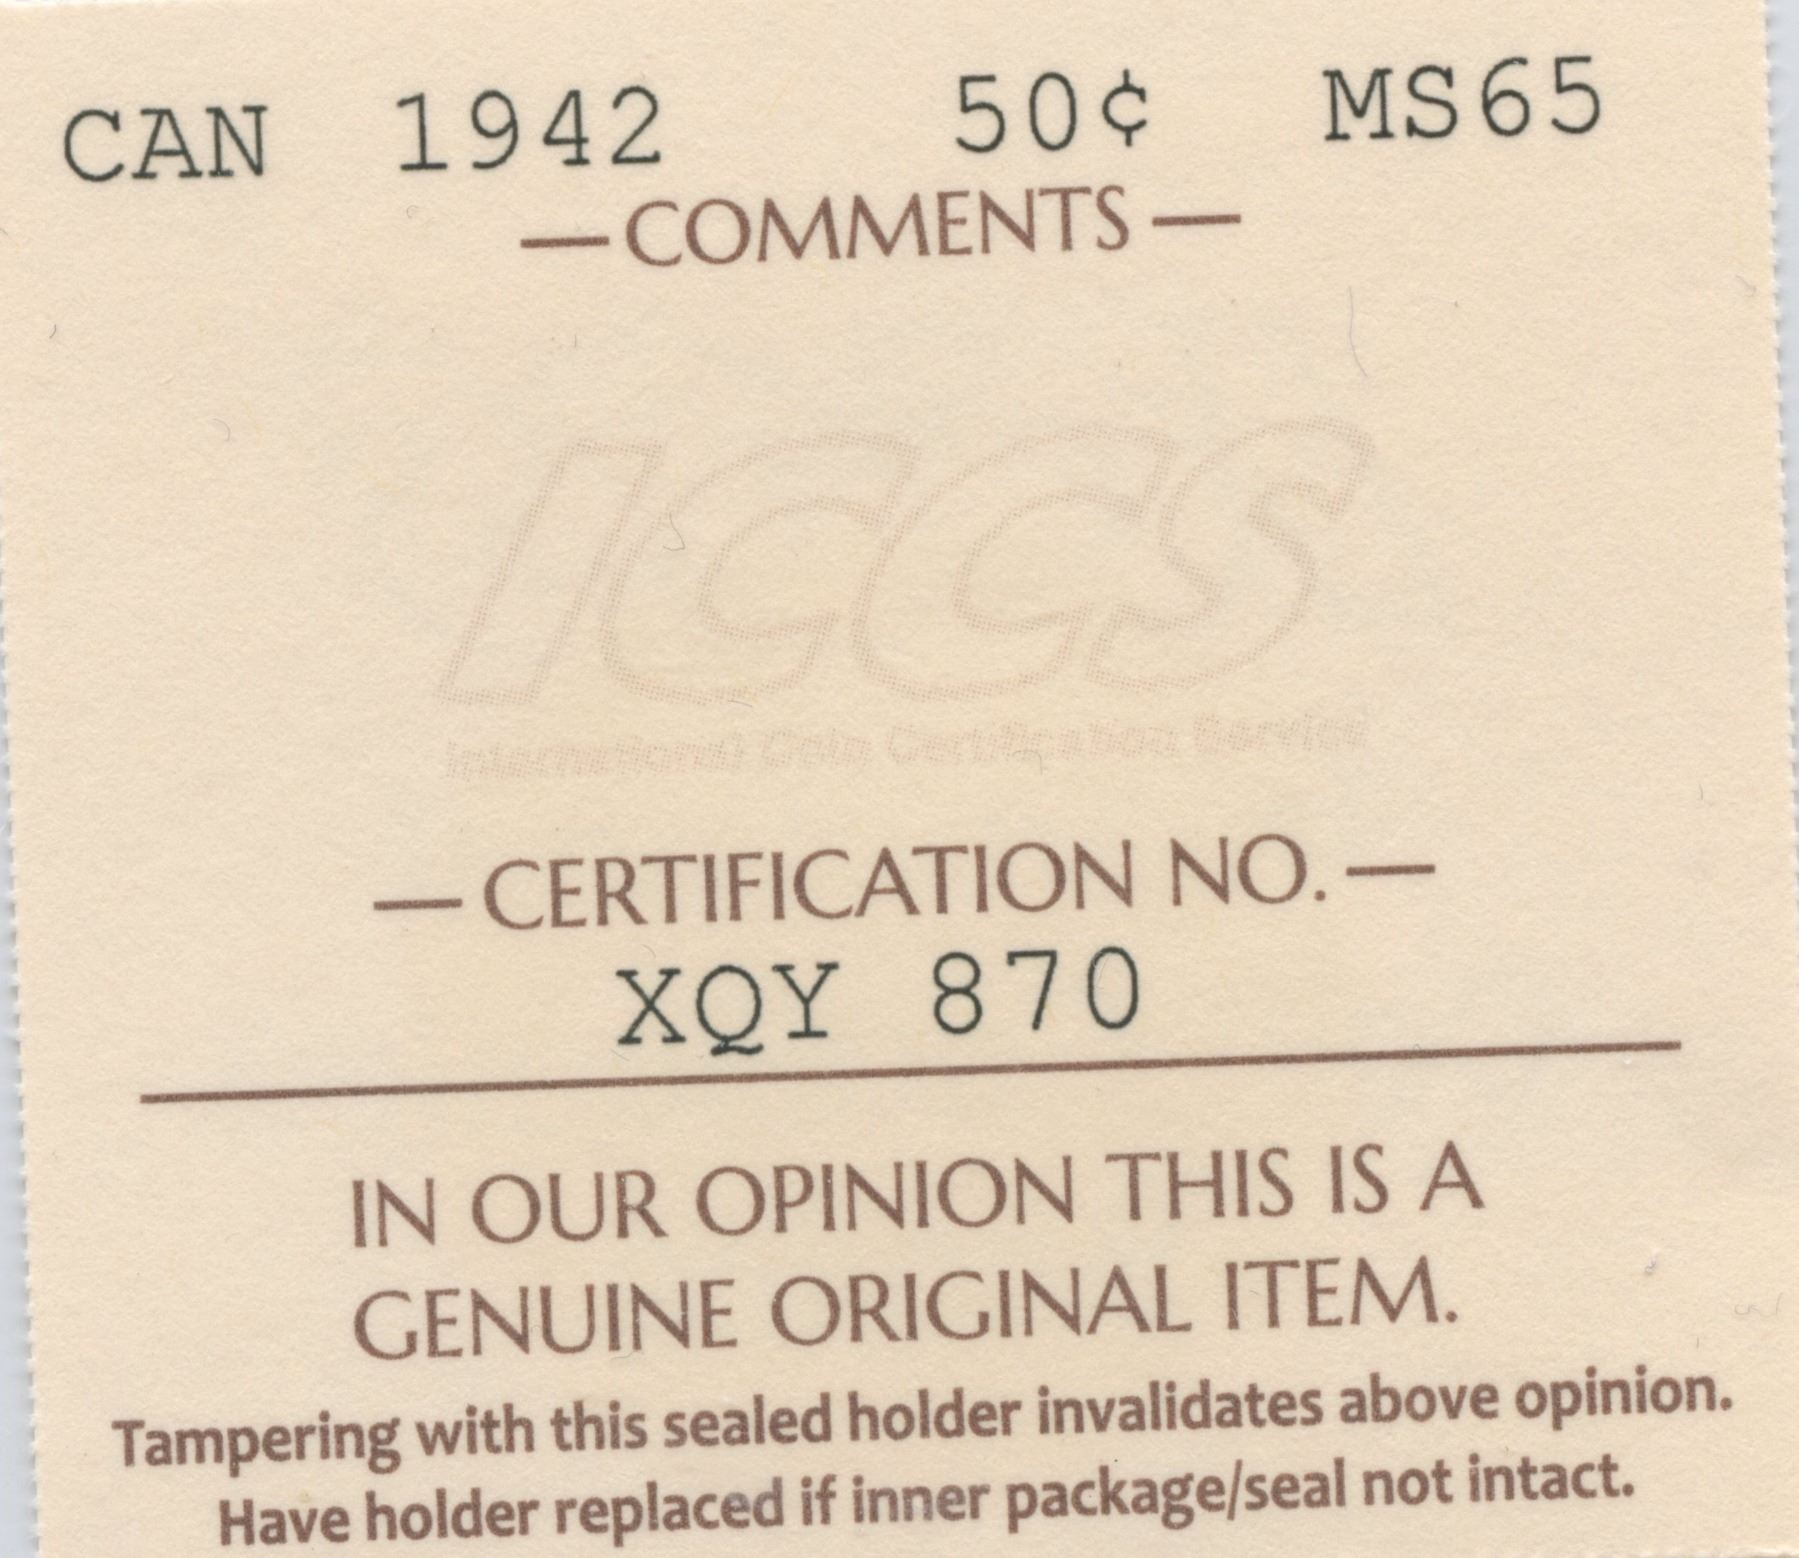 CAN 1942 50¢ MS65
—COMMENTS—
ICCS
International Coin Certification Service
—CERTIFICATION NO.—
XQY 870
IN OUR OPINION THIS IS A
GENUINE ORIGINAL ITEM.
Tampering with this sealed holder invalidates above opinion.
Have holder replaced if inner package/seal not intact.